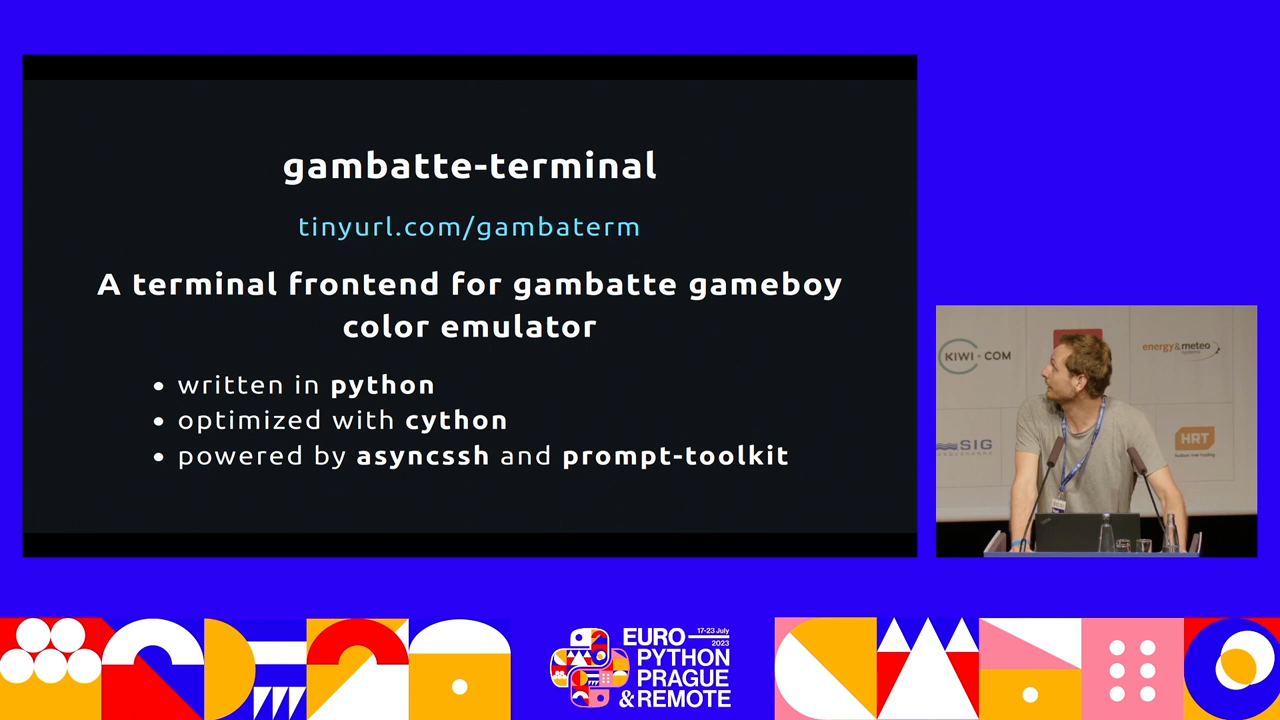 gambatte-terminal
tinyurl.com/gambaterm
A terminal frontend for gambatte gameboy
color emulator
• written in python
• optimized with cython
• powered by asyncssh and prompt-toolkit
KIWI.COM
energy & meteo
systems
SIG
HRT
EURO
17-23 July
2023
PYTHON
PRAGUE
& REMOTE